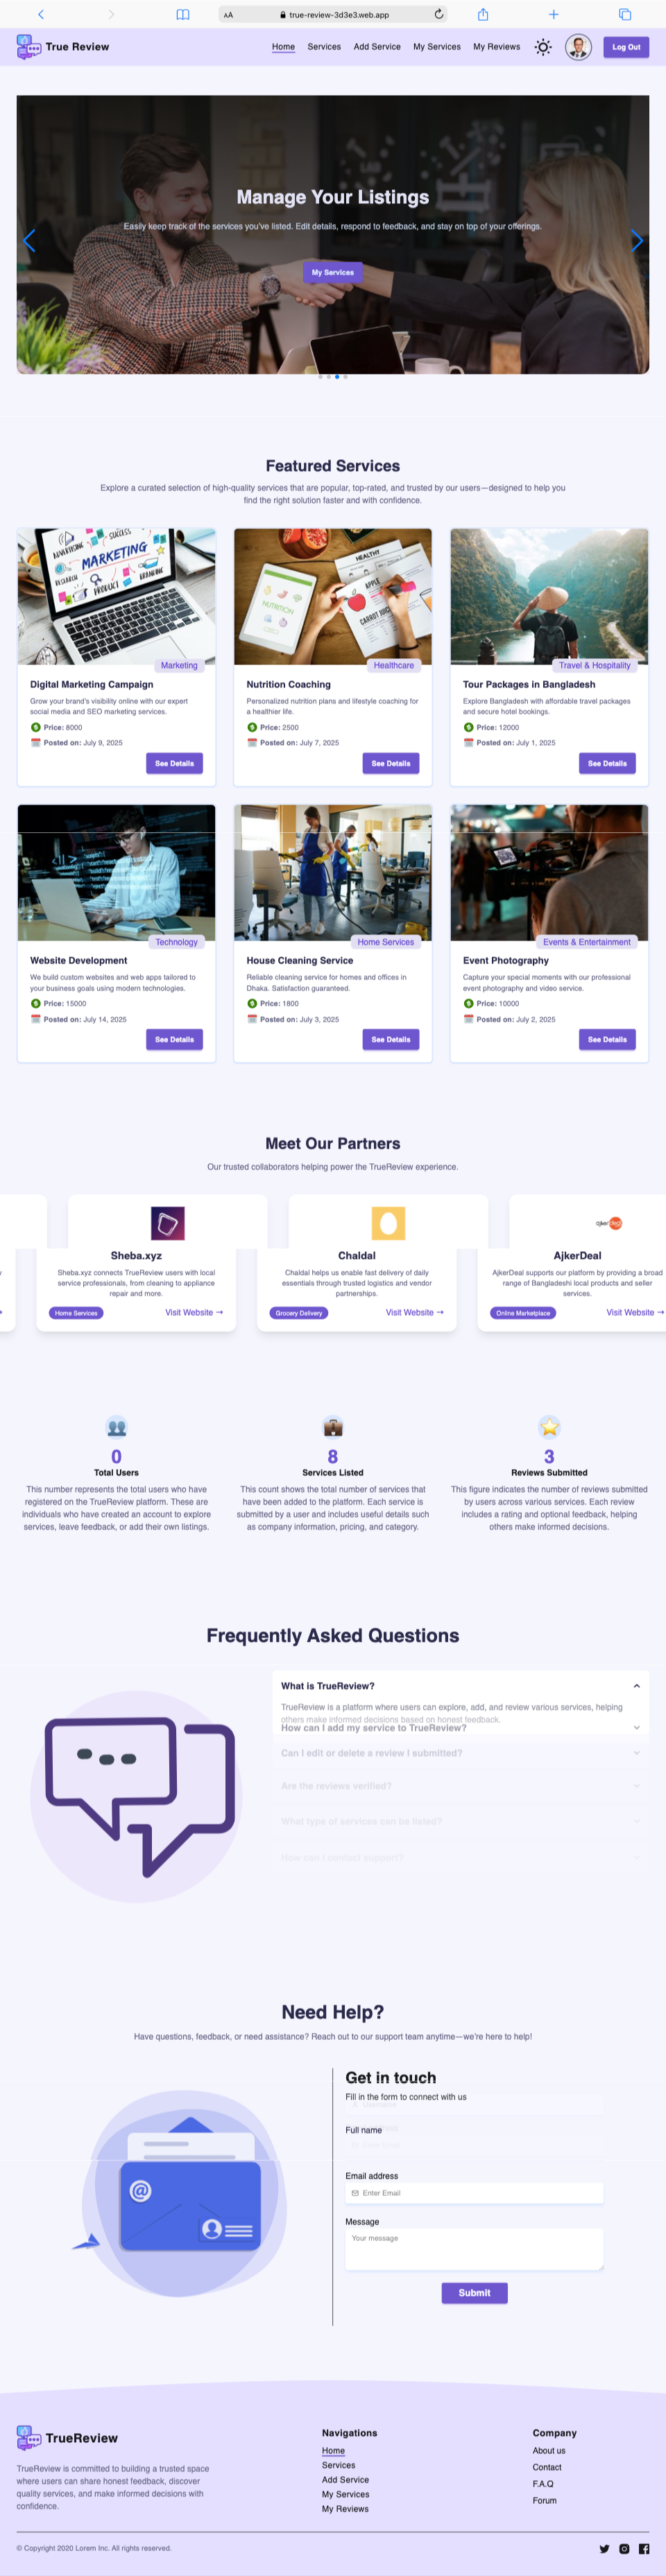 AA
true-review-3d3e3.web.app
True Review
Home Services Add Service My Services My Reviews
Log Out
Manage Your Listings
Easily keep track of the services you've listed. Edit details, respond to feedback, and stay on top of your offerings.
My Services
Featured Services
Explore a curated selection of high-quality services that are popular, top-rated, and trusted by our users—designed to help you
find the right solution faster and with confidence.
SUCCESS
ADVERTISING
MARKETING
RESEARCH
BRANDING
PRODUCT
Marketing
Digital Marketing Campaign
Grow your brand's visibility online with our expert
social media and SEO marketing services.
Price: 8000
Posted on: July 9, 2025
See Details
HEALTHY
APPLE
CARROT JUICE
NUTRITION
Healthcare
Nutrition Coaching
Personalized nutrition plans and lifestyle coaching for
a healthier life.
Price: 2500
Posted on: July 7, 2025
See Details
Travel & Hospitality
Tour Packages in Bangladesh
Explore Bangladesh with affordable travel packages
and secure hotel bookings.
Price: 12000
Posted on: July 1, 2025
See Details
Technology
Website Development
We build custom websites and web apps tailored to
your business goals using modern technologies.
Price: 15000
Posted on: July 14, 2025
See Details
Home Services
House Cleaning Service
Reliable cleaning service for homes and offices in
Dhaka. Satisfaction guaranteed.
Price: 1800
Posted on: July 3, 2025
See Details
Events & Entertainment
Event Photography
Capture your special moments with our professional
event photography and video service.
Price: 10000
Posted on: July 2, 2025
See Details
Meet Our Partners
Our trusted collaborators helping power the TrueReview experience.
Sheba.xyz
Sheba.xyz connects TrueReview users with local
service professionals, from cleaning to appliance
repair and more.
Home Services
Visit Website →
Chaldal
Chaldal helps us enable fast delivery of daily
essentials through trusted logistics and vendor
partnerships.
Grocery Delivery
Visit Website →
ajkerdeal
AjkerDeal
AjkerDeal supports our platform by providing a broad
range of Bangladeshi local products and seller
services.
Online Marketplace
Visit Website →
0
Total Users
This number represents the total users who have
registered on the TrueReview platform. These are
individuals who have created an account to explore
services, leave feedback, or add their own listings.
8
Services Listed
This count shows the total number of services that
have been added to the platform. Each service is
submitted by a user and includes useful details such
as company information, pricing, and category.
3
Reviews Submitted
This figure indicates the number of reviews submitted
by users across various services. Each review
includes a rating and optional feedback, helping
others make informed decisions.
Frequently Asked Questions
What is TrueReview?
TrueReview is a platform where users can explore, add, and review various services, helping
others make informed decisions based on honest feedback.
How can I add my service to TrueReview?
Can I edit or delete a review I submitted?
Are the reviews verified?
What type of services can be listed?
How can I contact support?
Need Help?
Have questions, feedback, or need assistance? Reach out to our support team anytime—we're here to help!
Get in touch
Fill in the form to connect with us
Username
Full name
Email address
Enter Email
Message
Your message
Submit
TrueReview
TrueReview is committed to building a trusted space
where users can share honest feedback, discover
quality services, and make informed decisions with
confidence.
Navigations
Home
Services
Add Service
My Services
My Reviews
Company
About us
Contact
F.A.Q
Forum
© Copyright 2020 Lorem Inc. All rights reserved.